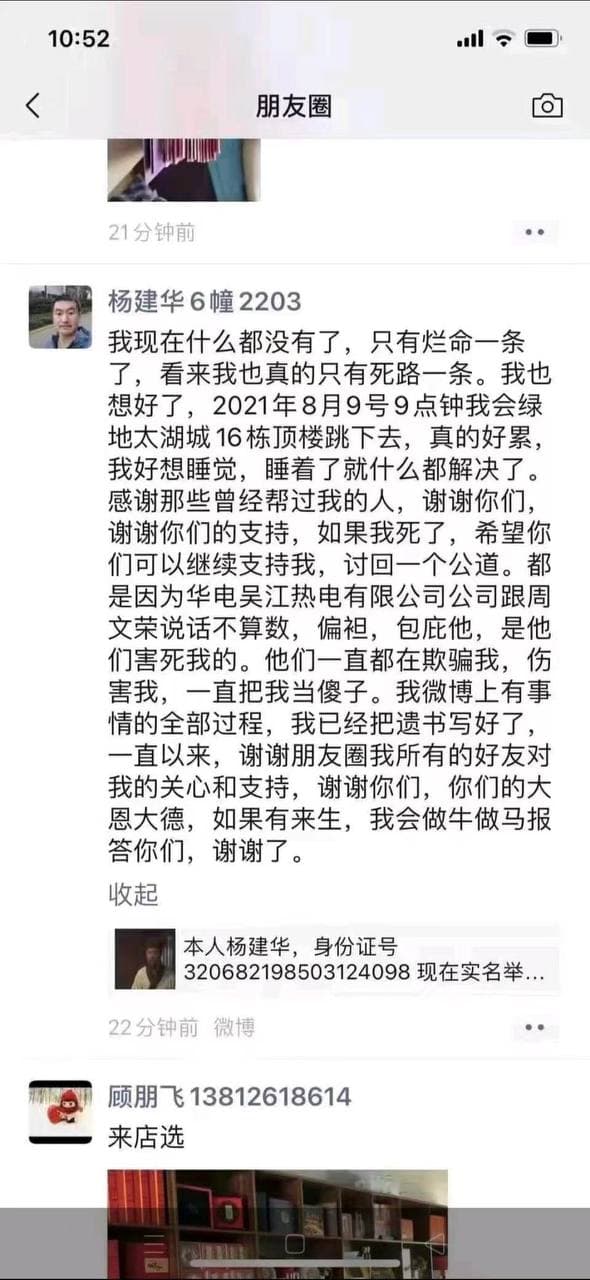 10:52
朋友圈
21分钟前
杨建华6幢2203
我现在什么都没有了，只有烂命一条
了，看来我也真的只有死路一条。我也
想好了，2021年8月9号9点钟我会绿
地太湖城16栋顶楼跳下去，真的好累，
我好想睡觉，睡着了就什么都解决了。
感谢那些曾经帮过我的人，谢谢你们，
谢谢你们的支持，如果我死了，希望你
们可以继续支持我，讨回一个公道。都
是因为华电吴江热电有限公司公司跟周
文荣说话不算数，偏袒，包庇他，是他
们害死我的。他们一直都在欺骗我，伤
害我，一直把我当傻子。我微博上有事
情的全部过程，我已经把遗书写好了，
一直以来，谢谢朋友圈我所有的好友对
我的关心和支持，谢谢你们，你们的大
恩大德，如果有来生，我会做牛做马报
答你们，谢谢了。
收起
本人杨建华，身份证号
320682198503124098 现在实名举...
22分钟前 微博
顾朋飞13812618614
来店选